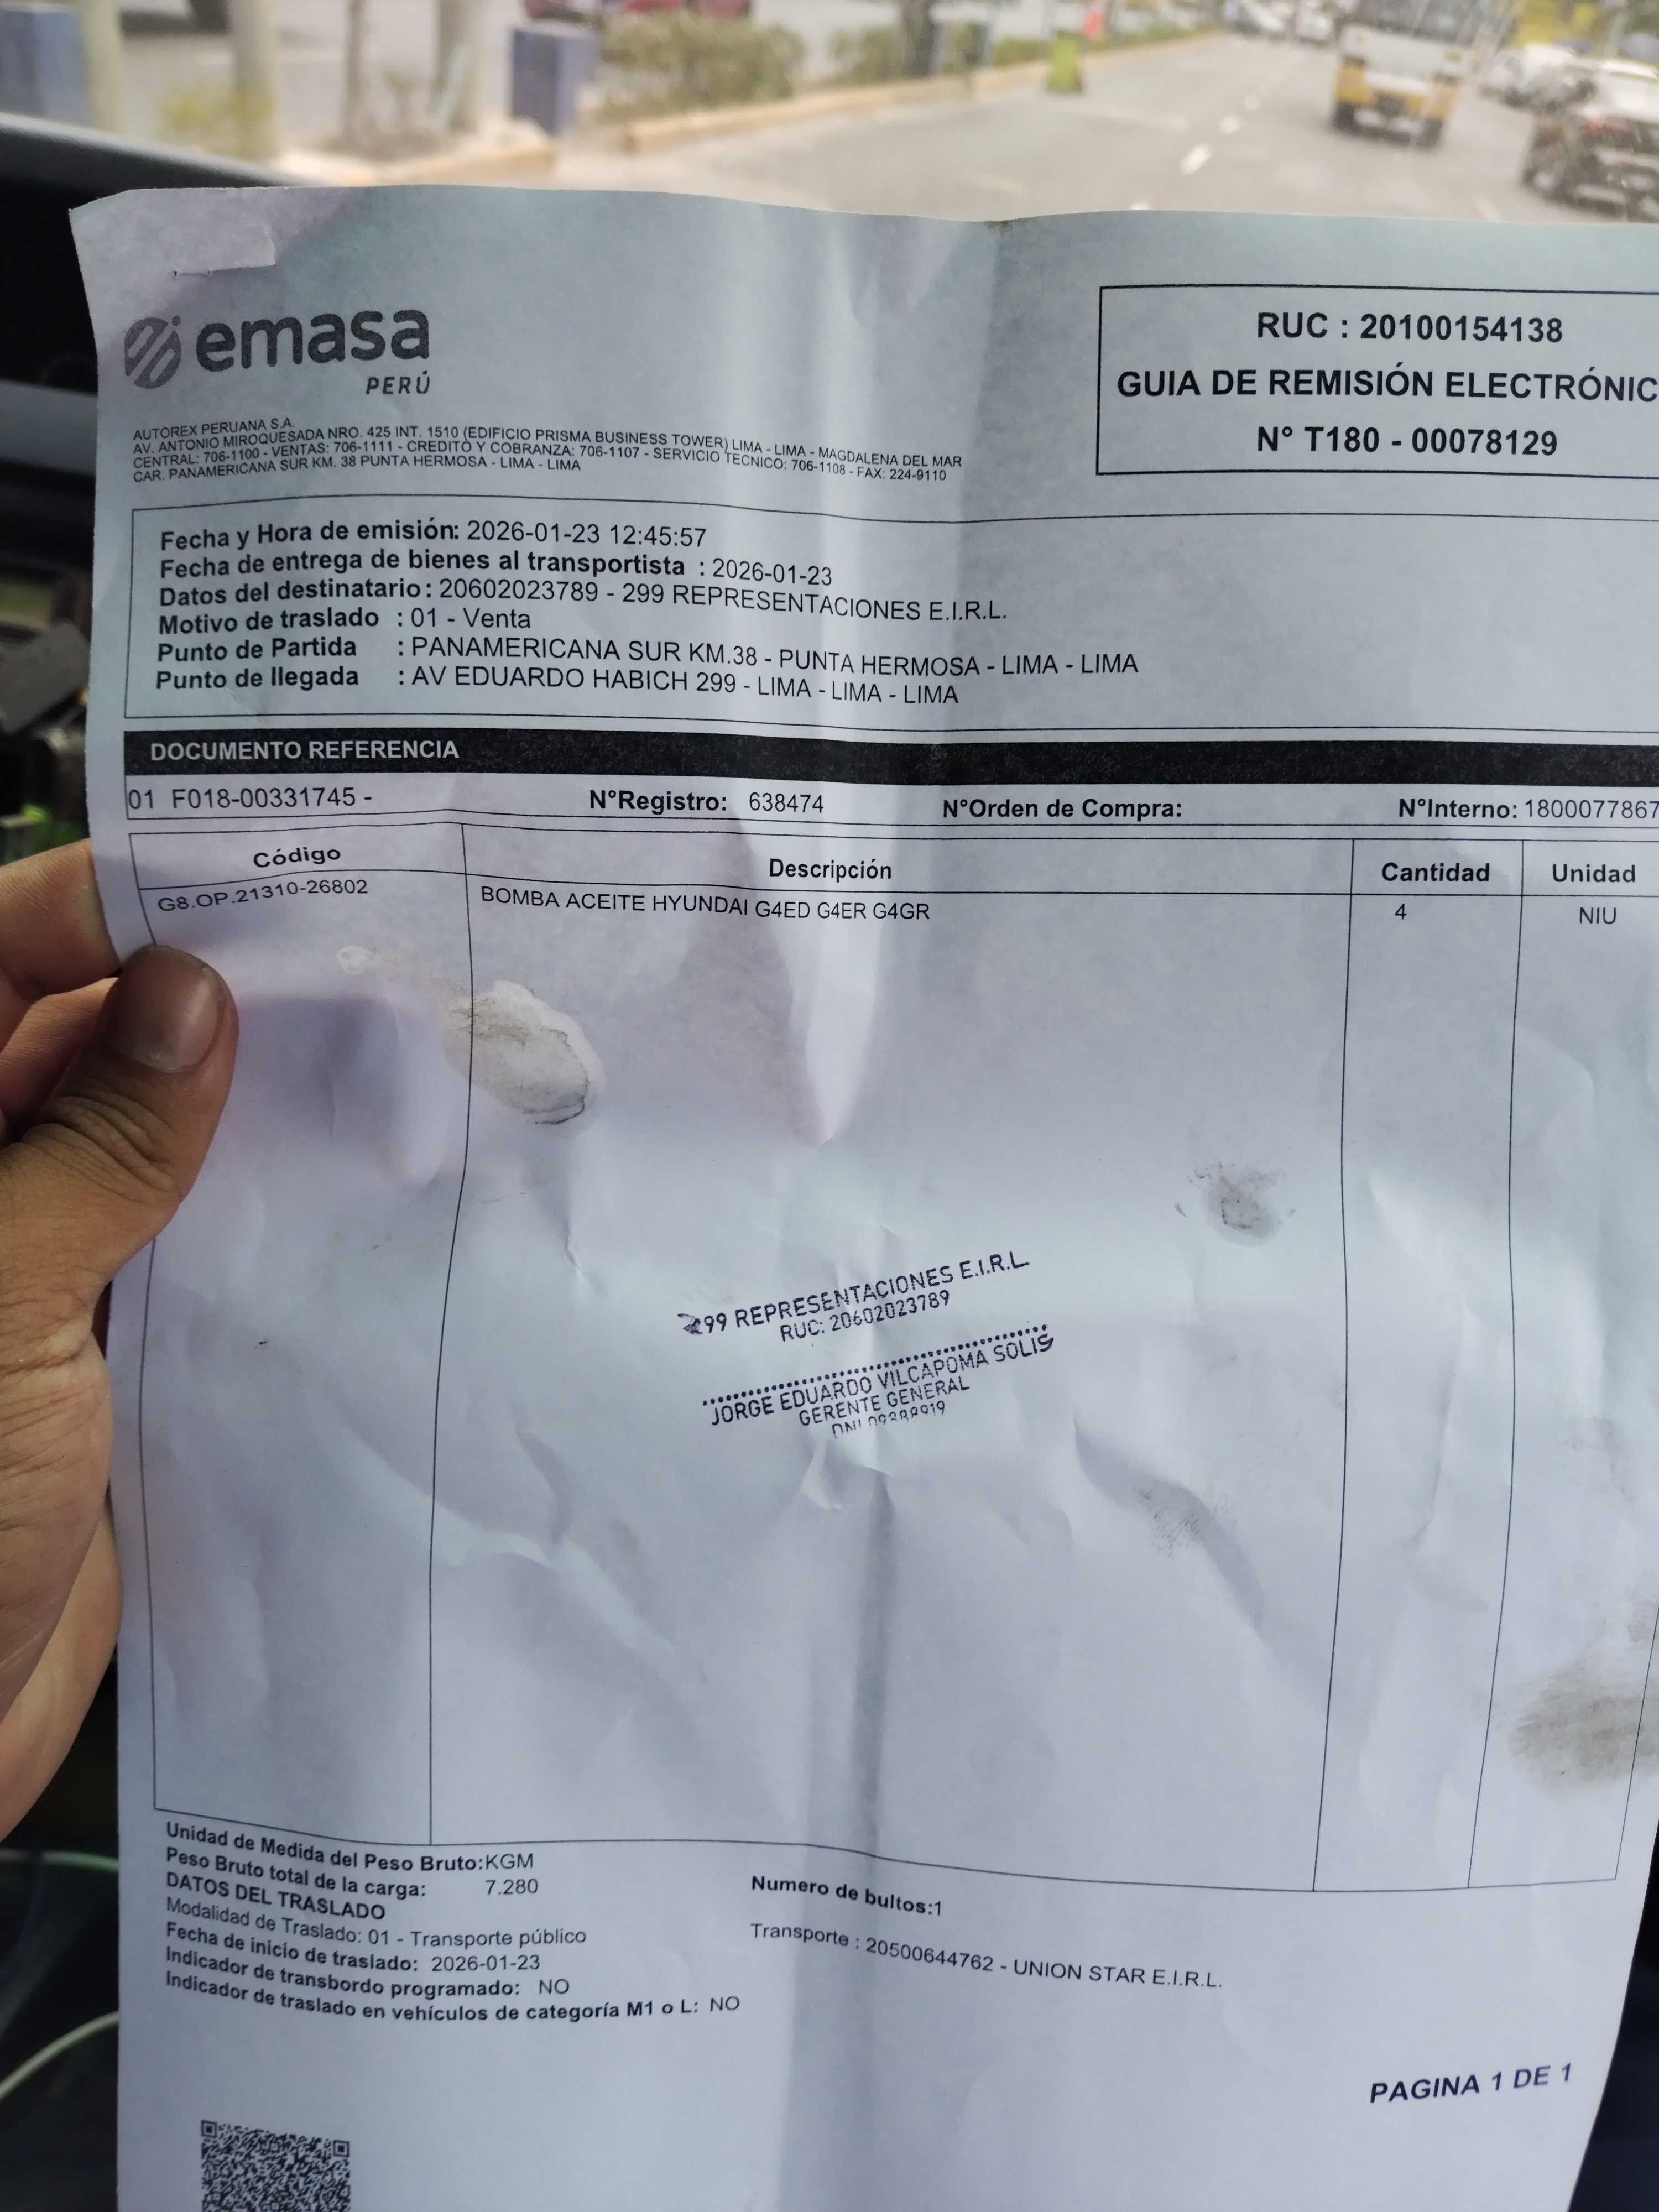 emasa
PERÚ
RUC : 20100154138
GUIA DE REMISIÓN ELECTRÓNIC
N° T180 - 00078129
AUTOREX PERUANA S.A.
AV. ANTONIO MIROQUESADA NRO. 425 INT. 1510 (EDIFICIO PRISMA BUSINESS TOWER) LIMA - LIMA - MAGDALENA DEL MAR
CENTRAL: 706-1100 - VENTAS: 706-1111 - CREDITO Y COBRANZA: 706-1107 - SERVICIO TECNICO: 706-1108 - FAX: 224-9110
CAR. PANAMERICANA SUR KM. 38 PUNTA HERMOSA - LIMA - LIMA
Fecha y Hora de emisión: 2026-01-23 12:45:57
Fecha de entrega de bienes al transportista : 2026-01-23
Datos del destinatario : 20602023789 - 299 REPRESENTACIONES E.I.R.L.
Motivo de traslado : 01 - Venta
Punto de Partida : PANAMERICANA SUR KM.38 - PUNTA HERMOSA - LIMA - LIMA
Punto de llegada : AV EDUARDO HABICH 299 - LIMA - LIMA - LIMA
DOCUMENTO REFERENCIA
01 F018-00331745 - N°Registro: 638474 N°Orden de Compra: N°Interno: 1800077867
Código Descripción Cantidad Unidad
G8.OP.21310-26802 BOMBA ACEITE HYUNDAI G4ED G4ER G4GR 4 NIU
299 REPRESENTACIONES E.I.R.L.
RUC: 20602023789
JORGE EDUARDO VILCAPOMA SOLIS
GERENTE GENERAL
DNI
Unidad de Medida del Peso Bruto:KGM
Peso Bruto total de la carga: 7.280 Numero de bultos:1
DATOS DEL TRASLADO
Modalidad de Traslado: 01 - Transporte público Transporte : 20500644762 - UNION STAR E.I.R.L.
Fecha de inicio de traslado: 2026-01-23
Indicador de transbordo programado: NO
Indicador de traslado en vehículos de categoría M1 o L: NO
PAGINA 1 DE 1